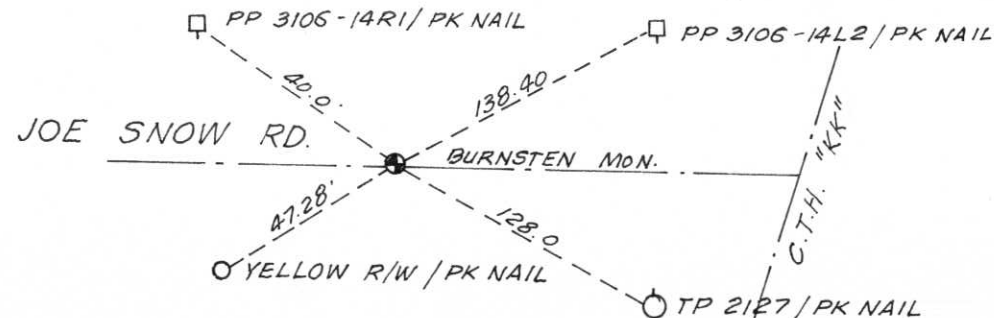 PP 3106-14R1/PK NAIL
PP 3106-14L2/PK NAIL
40.0'
138.40
JOE SNOW RD.
BURNSTEN MON.
C.T.H. "KK"
47.28'
128.0
YELLOW R/W/PK NAIL
TP 2127/PK NAIL